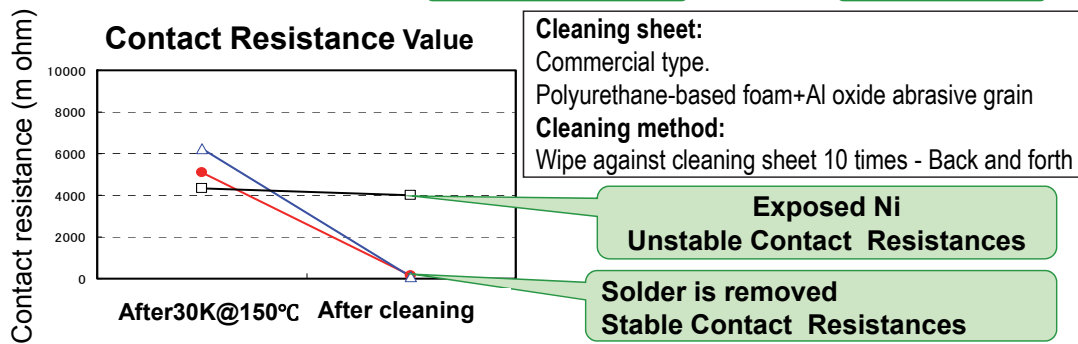 Contact Resistance Value
Contact resistance (m ohm)
10000
8000
6000
4000
2000
0
After30K@150℃ After cleaning
Cleaning sheet:
Commercial type.
Polyurethane-based foam+Al oxide abrasive grain
Cleaning method:
Wipe against cleaning sheet 10 times - Back and forth
Exposed Ni
Unstable Contact Resistances
Solder is removed
Stable Contact Resistances